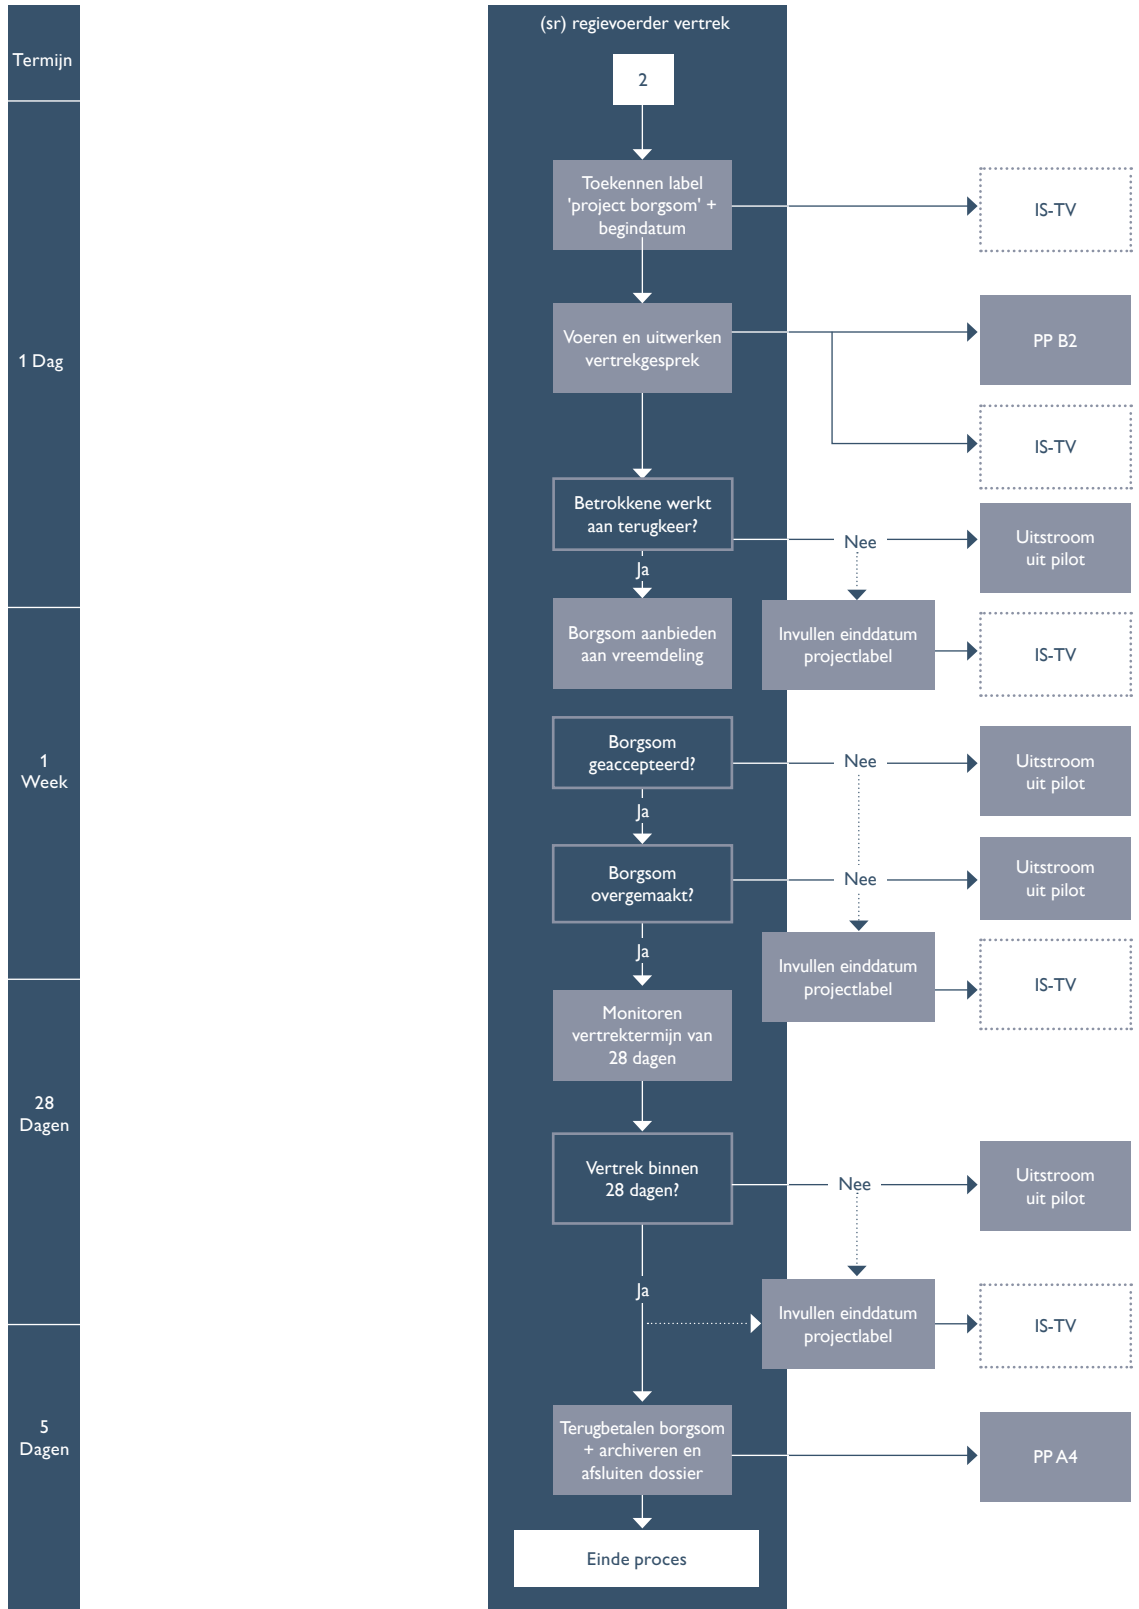 (sr) regievoerder vertrek
Termijn
2
1 Dag
Toekennen label
'project borgsom' +
begindatum
IS-TV
Voeren en uitwerken
vertrekgesprek
PP B2
IS-TV
Betrokkene werkt
aan terugkeer?
Nee
Uitstroom
uit pilot
Ja
1
Week
Borgsom aanbieden
aan vreemdeling
Invullen einddatum
projectlabel
IS-TV
Borgsom
geaccepteerd?
Nee
Uitstroom
uit pilot
Ja
Borgsom
overgemaakt?
Nee
Uitstroom
uit pilot
Ja
Invullen einddatum
projectlabel
IS-TV
28
Dagen
Monitoren
vertrektermijn van
28 dagen
Vertrek binnen
28 dagen?
Nee
Uitstroom
uit pilot
Ja
Invullen einddatum
projectlabel
IS-TV
5
Dagen
Terugbetalen borgsom
+ archiveren en
afsluiten dossier
PP A4
Einde proces